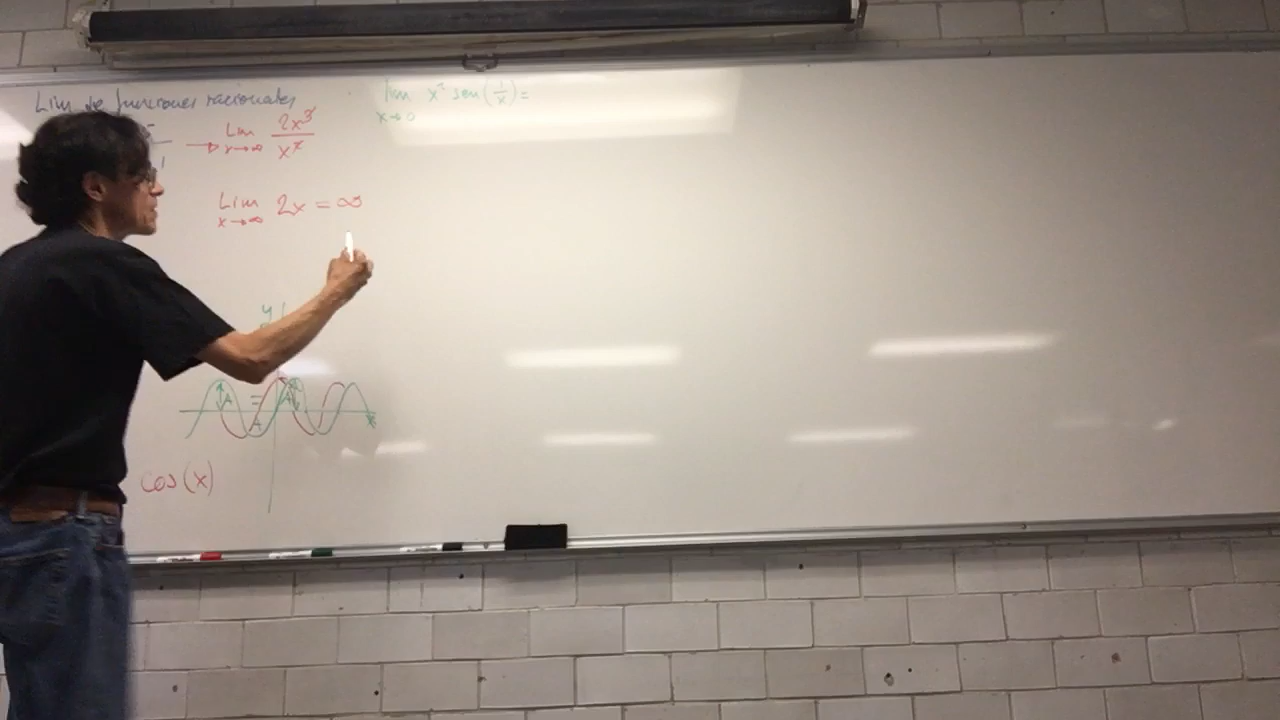 Lim de funciones racionales
→ Lim x→∞ 2x³/x²
Lim x→∞ 2x = ∞
lim x→0 x² sen(1/x) =
y
A = A
A
x
cos(x)